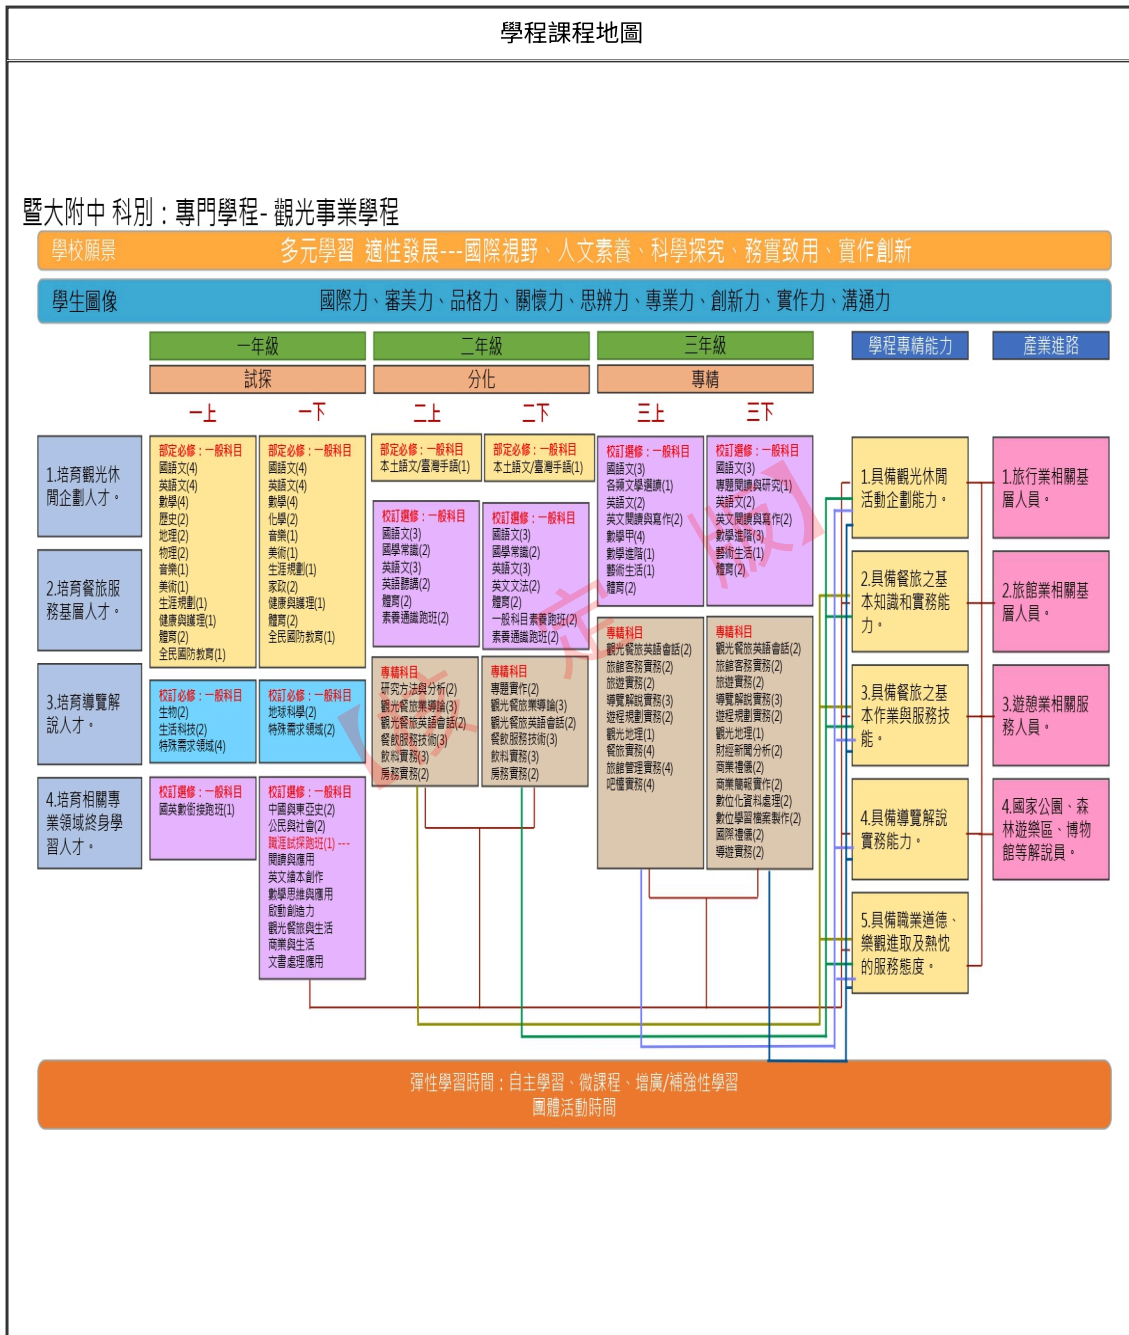 學程課程地圖
暨大附中 科別：專門學程- 觀光事業學程
學校願景
多元學習 適性發展---國際視野、人文素養、科學探究、務實致用、實作創新
學生圖像
國際力、審美力、品格力、關懷力、思辨力、專業力、創新力、實作力、溝通力
一年級
二年級
三年級
學程專精能力
產業進路
試探
分化
專精
一上
一下
二上
二下
三上
三下
1.培育觀光休
閒企劃人才。
2.培育餐旅服
務基層人才。
3.培育導覽解
說人才。
4.培育相關專
業領域終身學
習人才。
部定必修：一般科目
國語文(4)
英語文(4)
數學(4)
歷史(2)
地理(2)
物理(2)
音樂(1)
美術(1)
生涯規劃(1)
健康與護理(1)
體育(2)
全民國防教育(1)
校訂必修：一般科目
生物(2)
生活科技(2)
特殊需求領域(4)
校訂選修：一般科目
國英數銜接跑班(1)
部定必修：一般科目
國語文(4)
英語文(4)
數學(4)
化學(2)
音樂(1)
美術(1)
生涯規劃(1)
家政(2)
健康與護理(1)
體育(2)
全民國防教育(1)
校訂必修：一般科目
地球科學(2)
特殊需求領域(2)
校訂選修：一般科目
中國與東亞史(2)
公民與社會(2)
職涯試探跑班(1) ---
閱讀與應用
英文繪本創作
數學思維與應用
啟動創造力
觀光餐旅與生活
商業與生活
文書處理應用
部定必修：一般科目
本土語文/臺灣手語(1)
校訂選修：一般科目
國語文(3)
國學常識(2)
英語文(3)
英語聽講(2)
體育(2)
素養通識跑班(2)
專精科目
研究方法與分析(2)
觀光餐旅業導論(3)
觀光餐旅英語會話(2)
餐飲服務技術(3)
飲料實務(3)
房務實務(2)
部定必修：一般科目
本土語文/臺灣手語(1)
校訂選修：一般科目
國語文(3)
國學常識(2)
英語文(3)
英文文法(2)
體育(2)
一般科目素養跑班(2)
素養通識跑班(2)
專精科目
專題實作(2)
觀光餐旅業導論(3)
觀光餐旅英語會話(2)
餐飲服務技術(3)
飲料實務(3)
房務實務(2)
校訂選修：一般科目
國語文(3)
各類文學選讀(1)
英語文(2)
英文閱讀與寫作(2)
數學甲(4)
數學進階(1)
藝術生活(1)
體育(2)
專精科目
觀光餐旅英語會話(2)
旅館客務實務(2)
旅遊實務(2)
導覽解說實務(3)
遊程規劃實務(2)
觀光地理(1)
餐旅實務(4)
旅館管理實務(4)
吧檯實務(4)
校訂選修：一般科目
國語文(3)
專題閱讀與研究(1)
英語文(2)
英文閱讀與寫作(2)
數學進階(3)
藝術生活(1)
體育(2)
專精科目
觀光餐旅英語會話(2)
旅館客務實務(2)
旅遊實務(2)
導覽解說實務(3)
遊程規劃實務(2)
觀光地理(1)
財經新聞分析(2)
商業禮儀(2)
商業簡報實作(2)
數位化資料處理(2)
數位學習檔案製作(2)
國際禮儀(2)
導遊實務(2)
1.具備觀光休閒
活動企劃能力。
2.具備餐旅之基
本知識和實務能
力。
3.具備餐旅之基
本作業與服務技
能。
4.具備導覽解說
實務能力。
5.具備職業道德、
樂觀進取及熱忱
的服務態度。
1.旅行業相關基
層人員。
2.旅館業相關基
層人員。
3.遊憩業相關服
務人員。
4.國家公園、森
林遊樂區、博物
館等解說員。
【核定版】
彈性學習時間：自主學習、微課程、增廣/補強性學習
團體活動時間